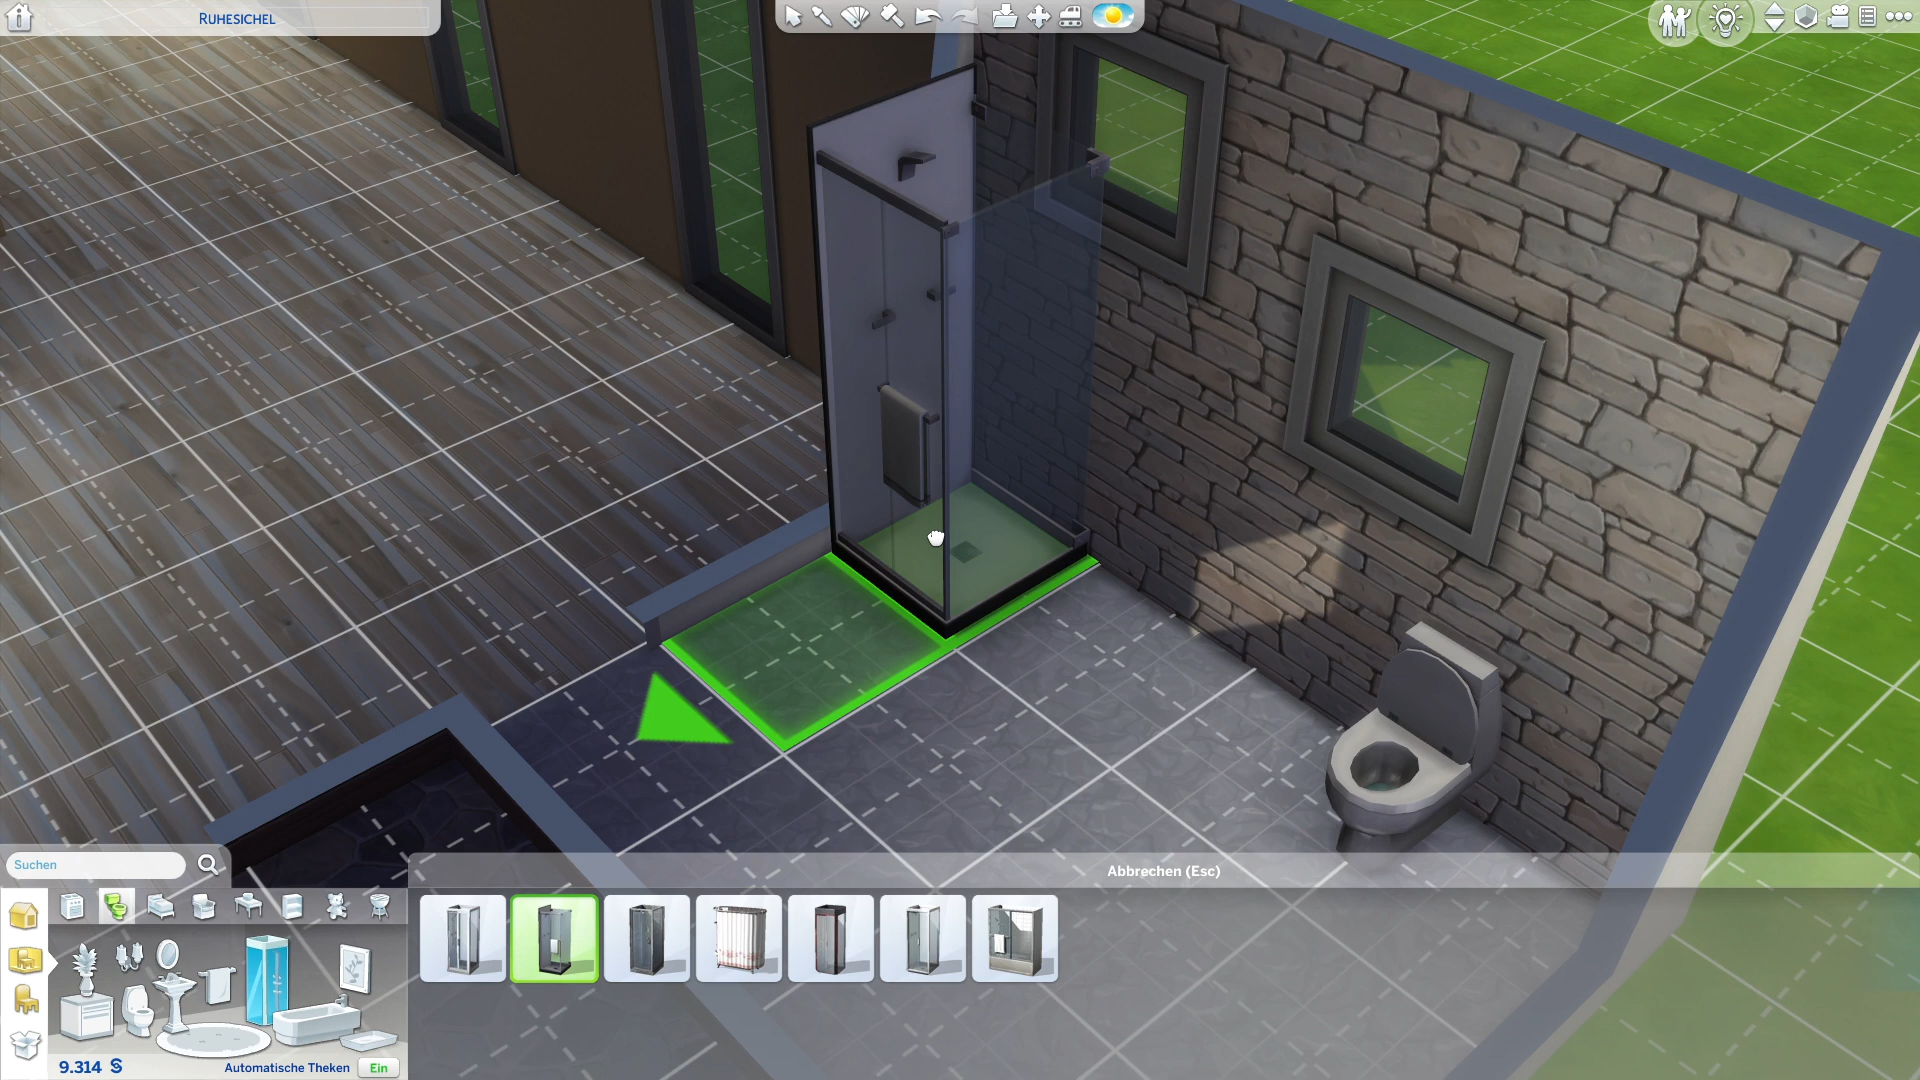 Ruhesichel
Abbrechen (Esc)
Suchen
9.314 §
Automatische Theken Ein